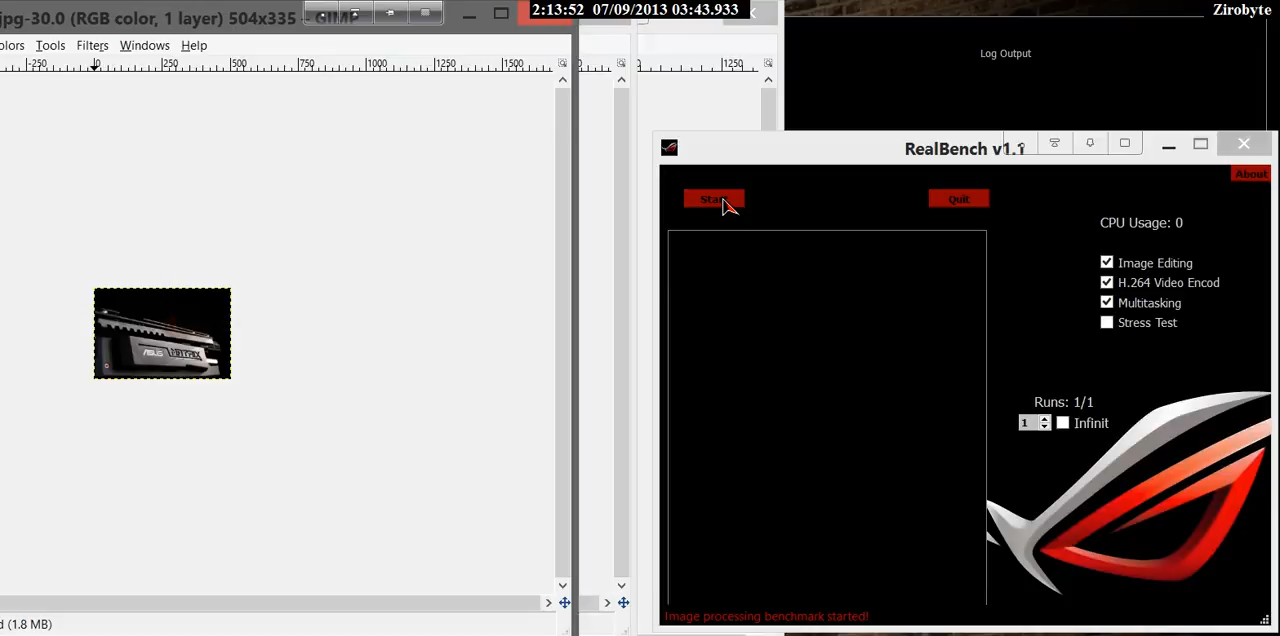 jpg-30.0 (RGB color, 1 layer) 504x335 – GIMP
2:13:52 07/09/2013 03:43.933
Zirobyte
Tools Filters Windows Help
-250 0 250 500 750 1000 1250 1500
1250
Log Output
RealBench v1.1
About
Start
Quit
CPU Usage: 0
Image Editing
H.264 Video Encod
Multitasking
Stress Test
Runs: 1/1
1 Infinit
ASUS
Image processing benchmark started!
(1.8 MB)